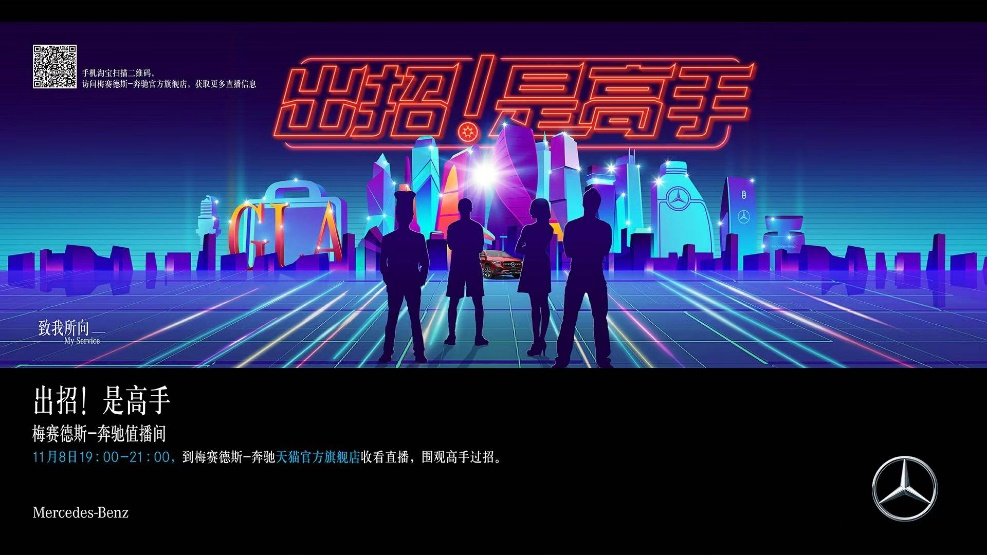 手机淘宝扫描二维码,
访问梅赛德斯-奔驰官方旗舰店, 获取更多直播信息
出招!是高手
GLA
致我所向
My Service
出招! 是高手
梅赛德斯-奔驰值播间
11月8日19:00-21:00, 到梅赛德斯-奔驰天猫官方旗舰店收看直播, 围观高手过招。
Mercedes-Benz